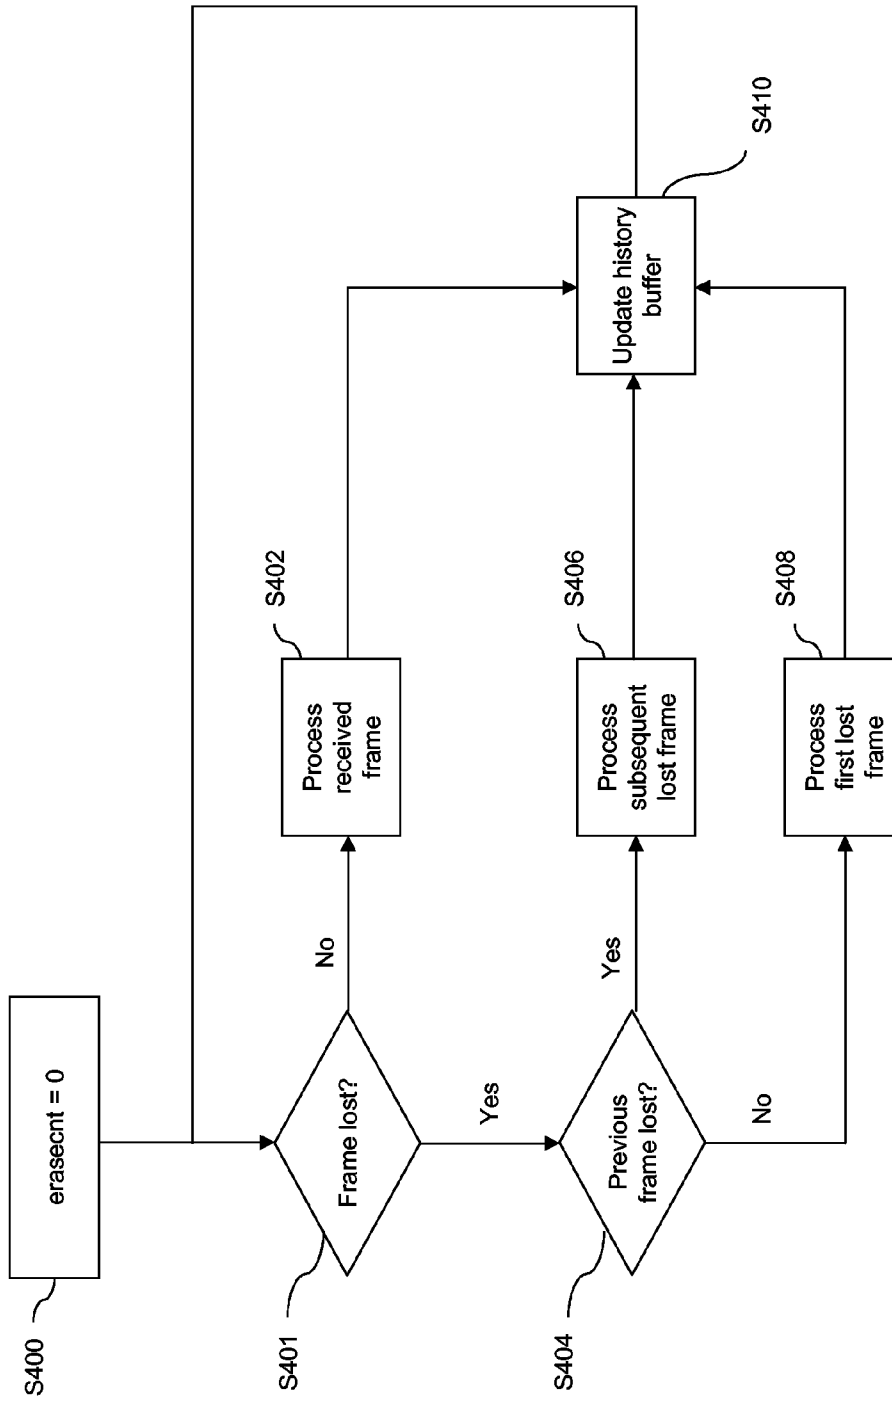 erasecnt = 0
S400
Frame lost?
S401
No
Yes
Process
received
frame
S402
Previous
frame lost?
S404
Yes
No
Process
subsequent
lost frame
S406
Process
first lost
frame
S408
Update history
buffer
S410